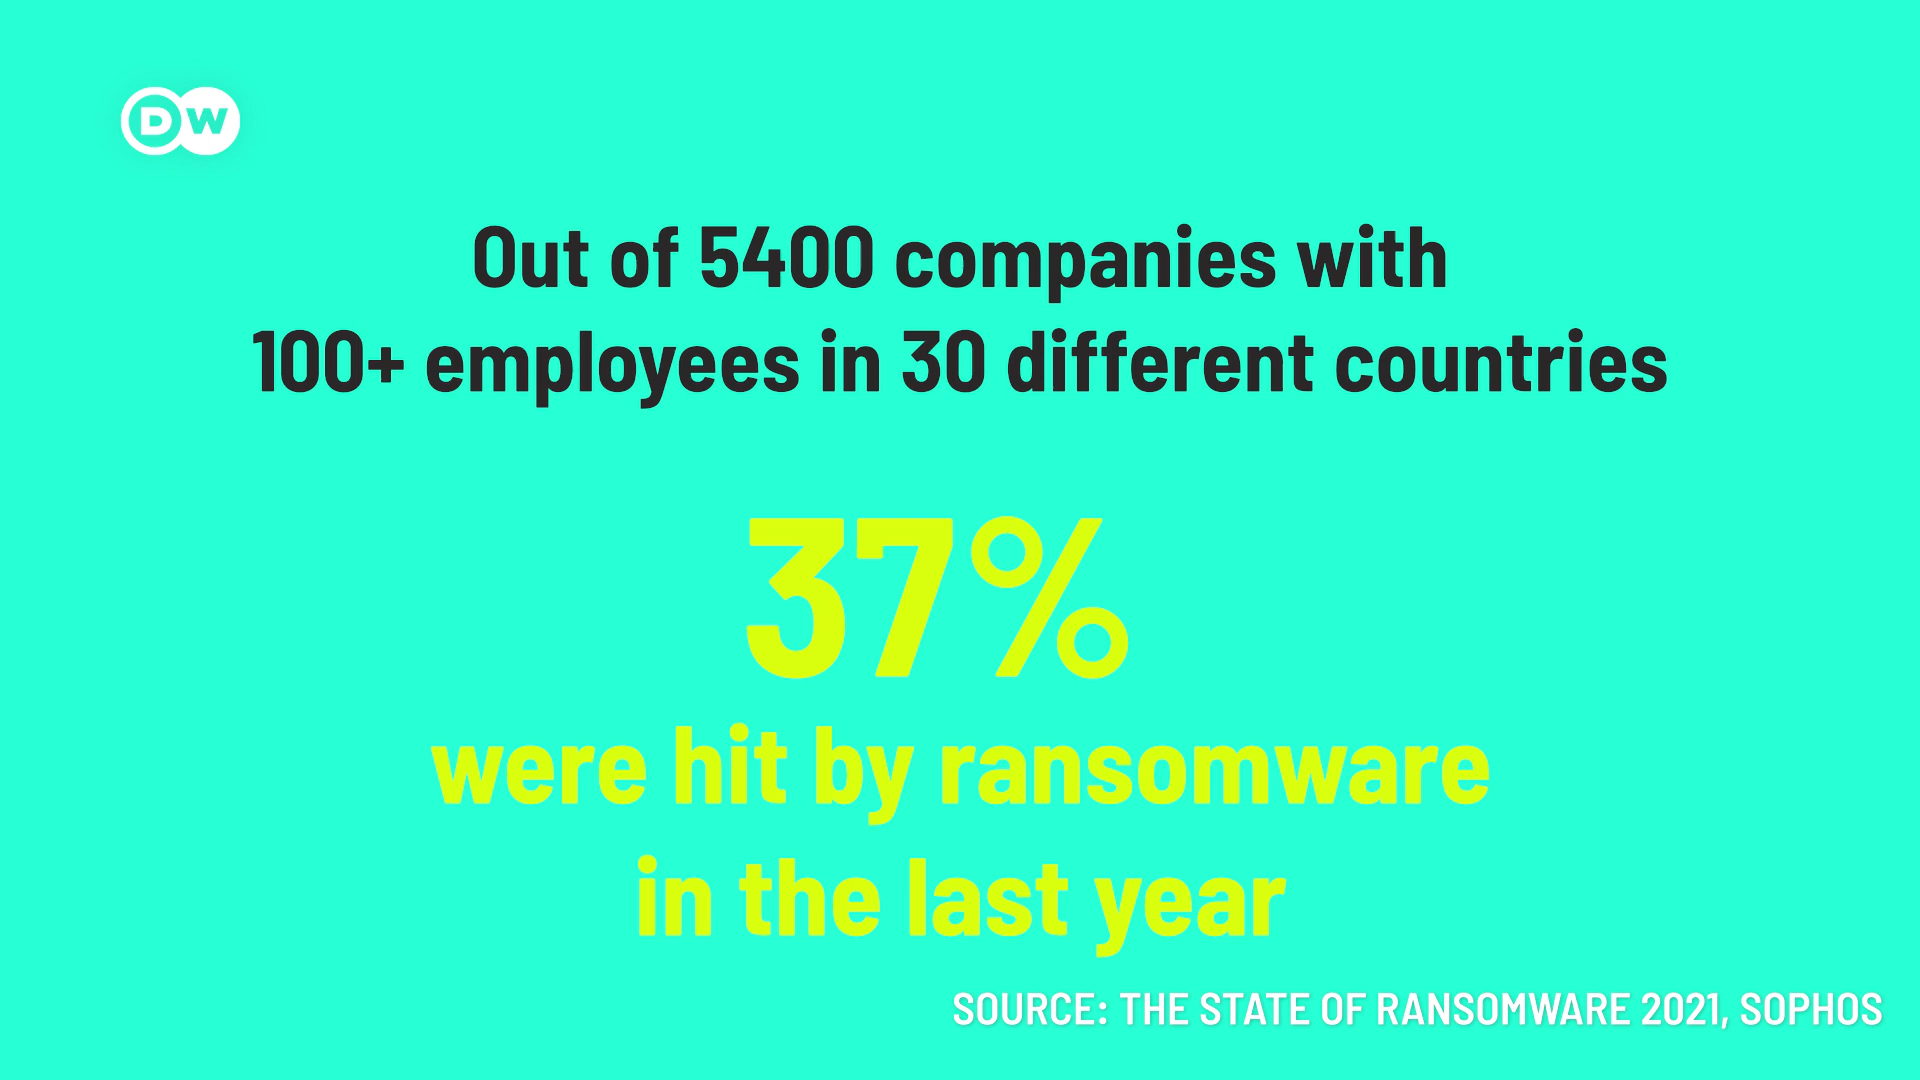 DW
Out of 5400 companies with
100+ employees in 30 different countries
37%
were hit by ransomware
in the last year
SOURCE: THE STATE OF RANSOMWARE 2021, SOPHOS